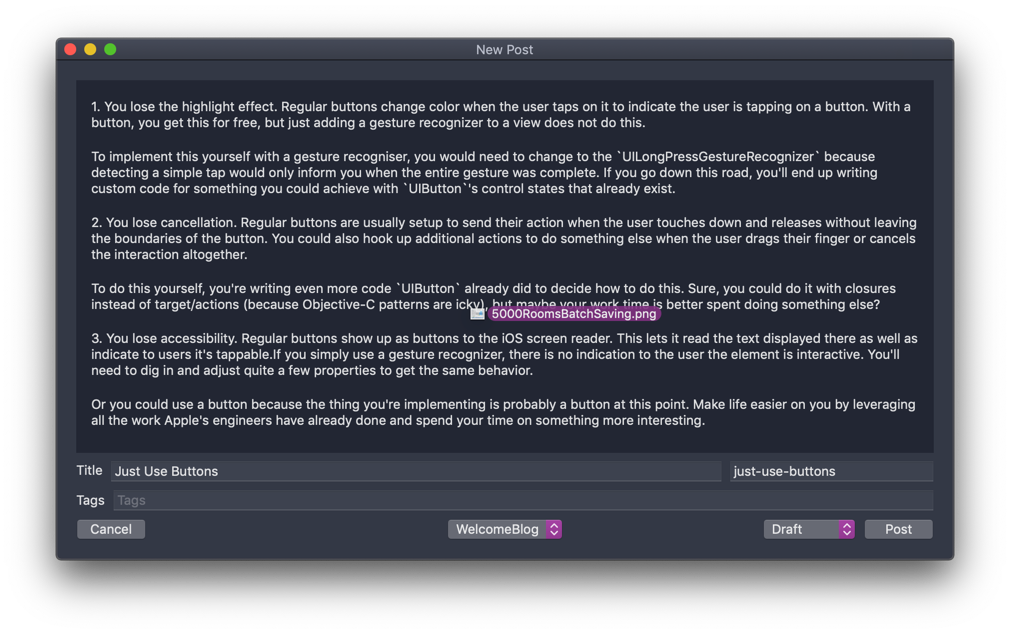 New Post
1. You lose the highlight effect. Regular buttons change color when the user taps on it to indicate the user is tapping on a button. With a
button, you get this for free, but just adding a gesture recognizer to a view does not do this.
To implement this yourself with a gesture recogniser, you would need to change to the `UILongPressGestureRecognizer` because
detecting a simple tap would only inform you when the entire gesture was complete. If you go down this road, you'll end up writing
custom code for something you could achieve with `UIButton`'s control states that already exist.
2. You lose cancellation. Regular buttons are usually setup to send their action when the user touches down and releases without leaving
the boundaries of the button. You could also hook up additional actions to do something else when the user drags their finger or cancels
the interaction altogether.
To do this yourself, you're writing even more code `UIButton` already did to decide how to do this. Sure, you could do it with closures
instead of target/actions (because Objective-C patterns are icky), but maybe your work time is better spent doing something else?
5000RoomsBatchSaving.png
3. You lose accessibility. Regular buttons show up as buttons to the iOS screen reader. This lets it read the text displayed there as well as
indicate to users it's tappable.If you simply use a gesture recognizer, there is no indication to the user the element is interactive. You'll
need to dig in and adjust quite a few properties to get the same behavior.
Or you could use a button because the thing you're implementing is probably a button at this point. Make life easier on you by leveraging
all the work Apple's engineers have already done and spend your time on something more interesting.
Title Just Use Buttons just-use-buttons
Tags Tags
Cancel WelcomeBlog Draft Post